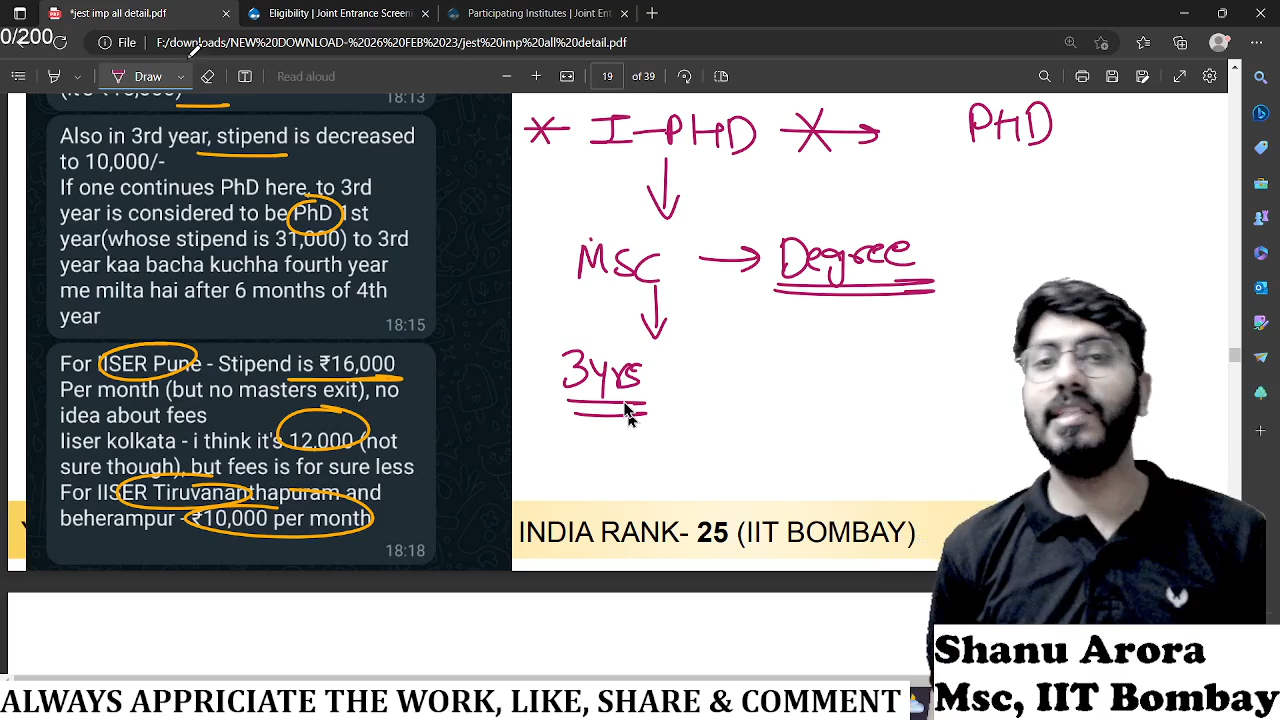 *jest imp all detail.pdf
Eligibility | Joint Entrance Screeni
Participating Institutes | Joint Ent
0/200
File
F:/downloads/NEW%20DOWNLOAD-%2026%20FEB%2023/jest%20imp%20all%20detail.pdf
Draw
Read aloud
19 of 39
18:13
Also in 3rd year, stipend is decreased
to 10,000/-
If one continues PhD here, to 3rd
year is considered to be PhD 1st
year(whose stipend is 31,000) to 3rd
year kaa bacha kuchha fourth year
me milta hai after 6 months of 4th
year
18:15
For IISER Pune - Stipend is ₹16,000
Per month (but no masters exit), no
idea about fees
Iiser kolkata - i think it's 12,000 (not
sure though), but fees is for sure less
For IISER Tiruvananthapuram and
beherampur - ₹10,000 per month
18:18
I-PHD
PHD
MSC
Degree
3yrs
INDIA RANK- 25 (IIT BOMBAY)
Shanu Arora
Msc, IIT Bombay
ALWAYS APPRICIATE THE WORK, LIKE, SHARE & COMMENT